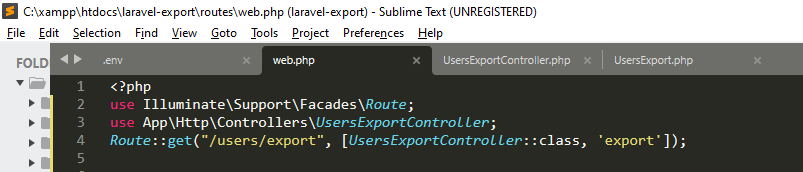 C:\xampp\htdocs\laravel-export\routes\web.php (laravel-export) - Sublime Text (UNREGISTERED)
File Edit Selection Find View Goto Tools Project Preferences Help
FOLD
.env × web.php × UsersExportController.php × UsersExport.php ×
1 <?php
2 use Illuminate\Support\Facades\Route;
3 use App\Http\Controllers\UsersExportController;
4 Route::get("/users/export", [UsersExportController::class, 'export']);
5